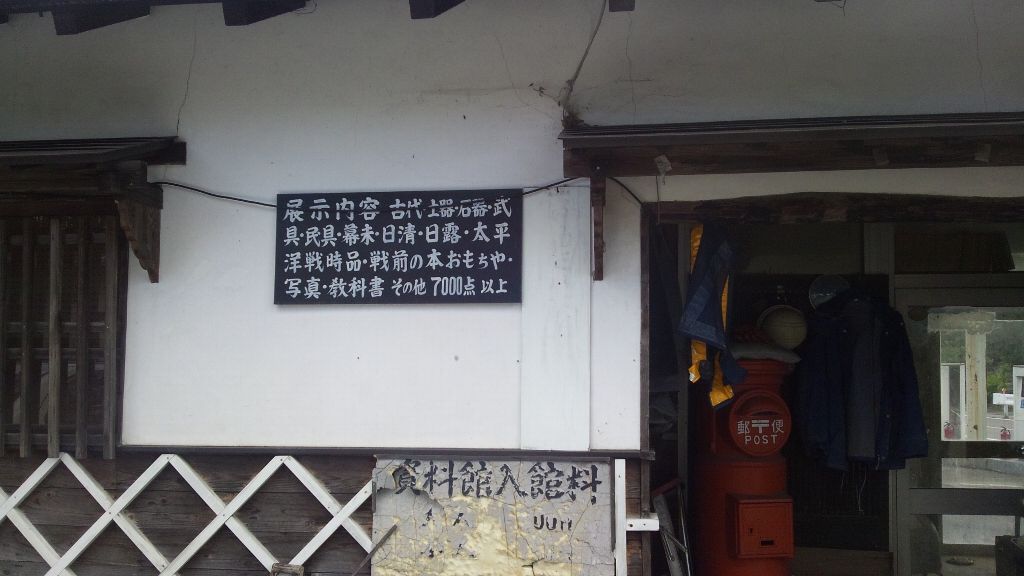 展示内容 古代土器・石器・武
具・民具・幕末・日清・日露・太平
洋戦時品・戦前の本おもちゃ・
写真・教科書 その他 7000点以上
資料館入館料
郵〒便
POST